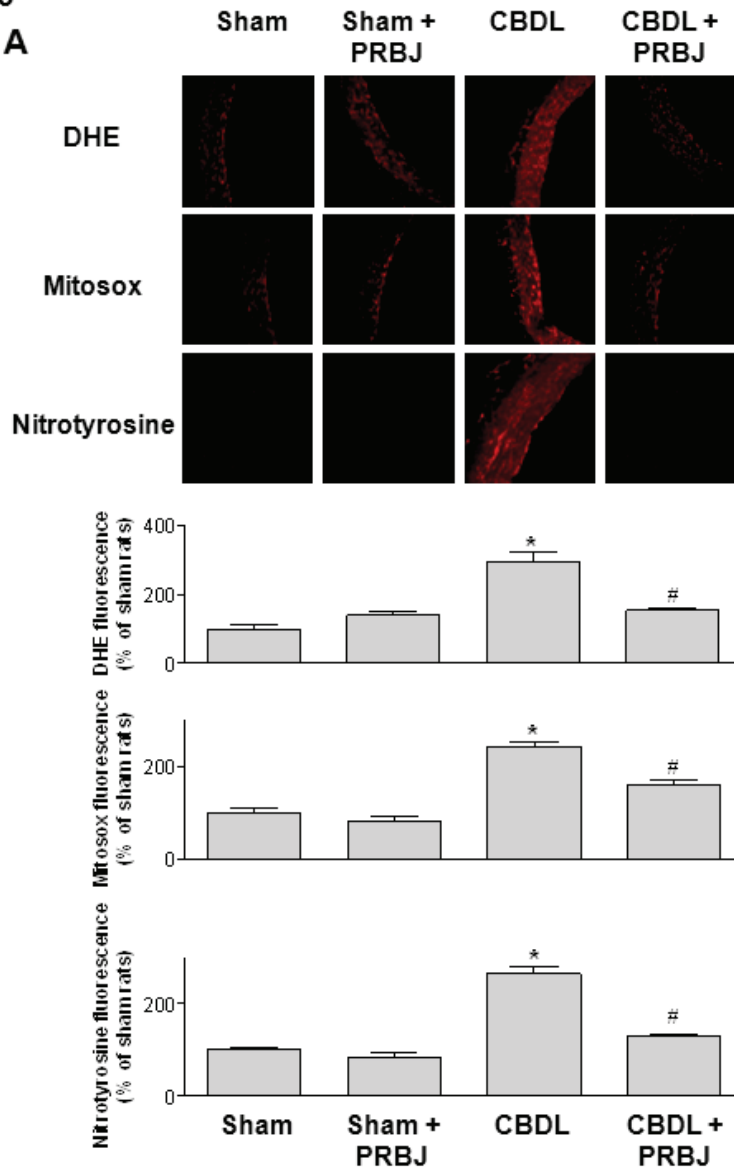 A
Sham
Sham +
PRBJ
CBDL
CBDL +
PRBJ
DHE
Mitosox
Nitrotyrosine
DHE fluorescence
(% of sham rats)
400
200
0
*
#
Mitosox fluorescence
(% of sham rats)
200
0
*
#
Nitrotyrosine fluorescence
(% of sham rats)
200
0
*
#
Sham
Sham +
PRBJ
CBDL
CBDL +
PRBJ